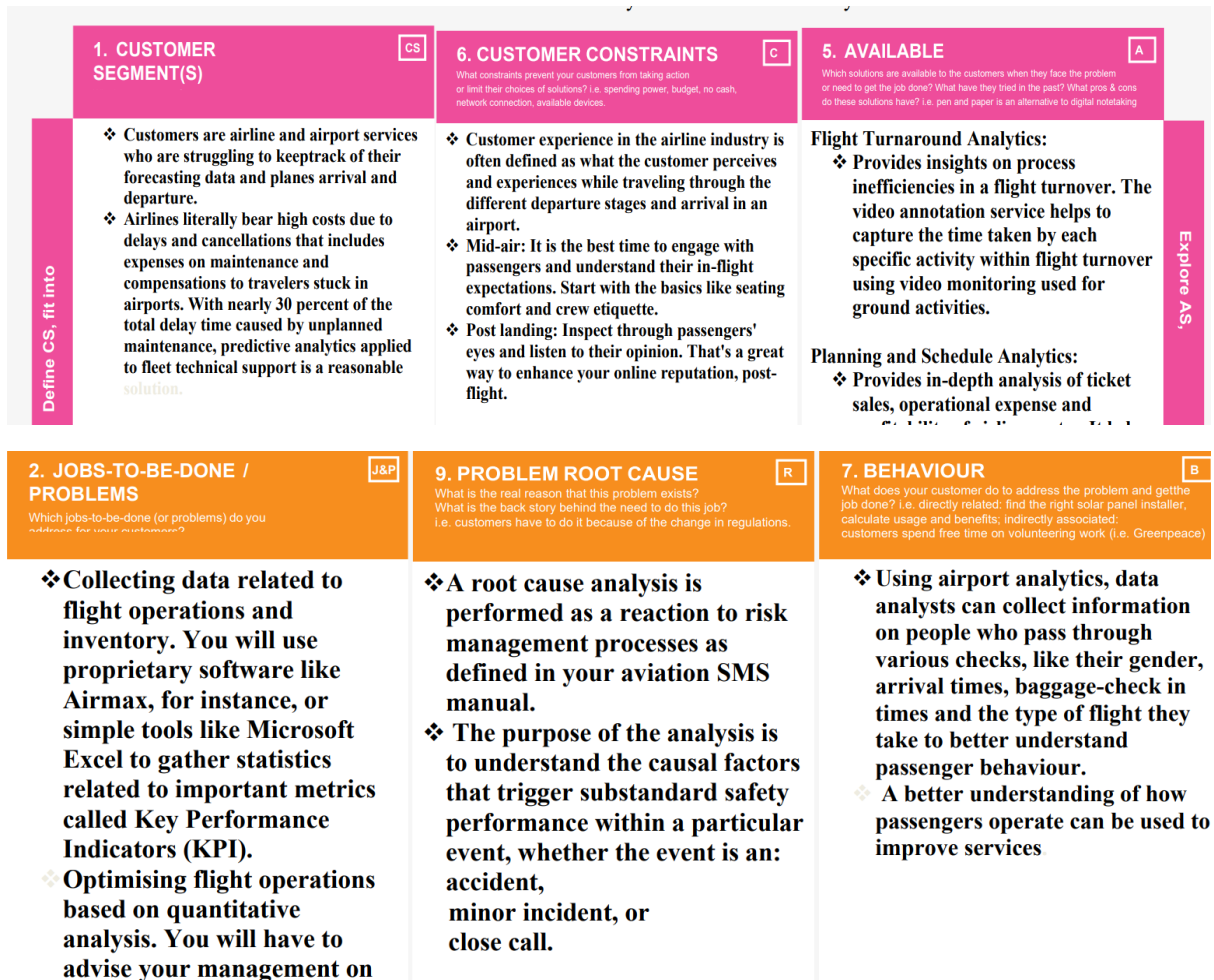 1. CUSTOMER
SEGMENT(S)
CS
Define CS, fit into
❖ Customers are airline and airport services
who are struggling to keeptrack of their
forecasting data and planes arrival and
departure.
❖ Airlines literally bear high costs due to
delays and cancellations that includes
expenses on maintenance and
compensations to travelers stuck in
airports. With nearly 30 percent of the
total delay time caused by unplanned
maintenance, predictive analytics applied
to fleet technical support is a reasonable
solution.
6. CUSTOMER CONSTRAINTS
C
What constraints prevent your customers from taking action
or limit their choices of solutions? i.e. spending power, budget, no cash,
network connection, available devices.
❖ Customer experience in the airline industry is
often defined as what the customer perceives
and experiences while traveling through the
different departure stages and arrival in an
airport.
❖ Mid-air: It is the best time to engage with
passengers and understand their in-flight
expectations. Start with the basics like seating
comfort and crew etiquette.
❖ Post landing: Inspect through passengers'
eyes and listen to their opinion. That's a great
way to enhance your online reputation, post-
flight.
5. AVAILABLE
A
Which solutions are available to the customers when they face the problem
or need to get the job done? What have they tried in the past? What pros & cons
do these solutions have? i.e. pen and paper is an alternative to digital notetaking
Flight Turnaround Analytics:
❖ Provides insights on process
inefficiencies in a flight turnover. The
video annotation service helps to
capture the time taken by each
specific activity within flight turnover
using video monitoring used for
ground activities.
Planning and Schedule Analytics:
❖ Provides in-depth analysis of ticket
sales, operational expense and
Explore AS,
2. JOBS-TO-BE-DONE /
PROBLEMS
J&P
Which jobs-to-be-done (or problems) do you
address for your customers?
❖Collecting data related to
flight operations and
inventory. You will use
proprietary software like
Airmax, for instance, or
simple tools like Microsoft
Excel to gather statistics
related to important metrics
called Key Performance
Indicators (KPI).
❖Optimising flight operations
based on quantitative
analysis. You will have to
advise your management on
9. PROBLEM ROOT CAUSE
R
What is the real reason that this problem exists?
What is the back story behind the need to do this job?
i.e. customers have to do it because of the change in regulations.
❖A root cause analysis is
performed as a reaction to risk
management processes as
defined in your aviation SMS
manual.
❖ The purpose of the analysis is
to understand the causal factors
that trigger substandard safety
performance within a particular
event, whether the event is an:
accident,
minor incident, or
close call.
7. BEHAVIOUR
B
What does your customer do to address the problem and getthe
job done? i.e. directly related: find the right solar panel installer,
calculate usage and benefits; indirectly associated:
customers spend free time on volunteering work (i.e. Greenpeace)
❖Using airport analytics, data
analysts can collect information
on people who pass through
various checks, like their gender,
arrival times, baggage-check in
times and the type of flight they
take to better understand
passenger behaviour.
❖ A better understanding of how
passengers operate can be used to
improve services.